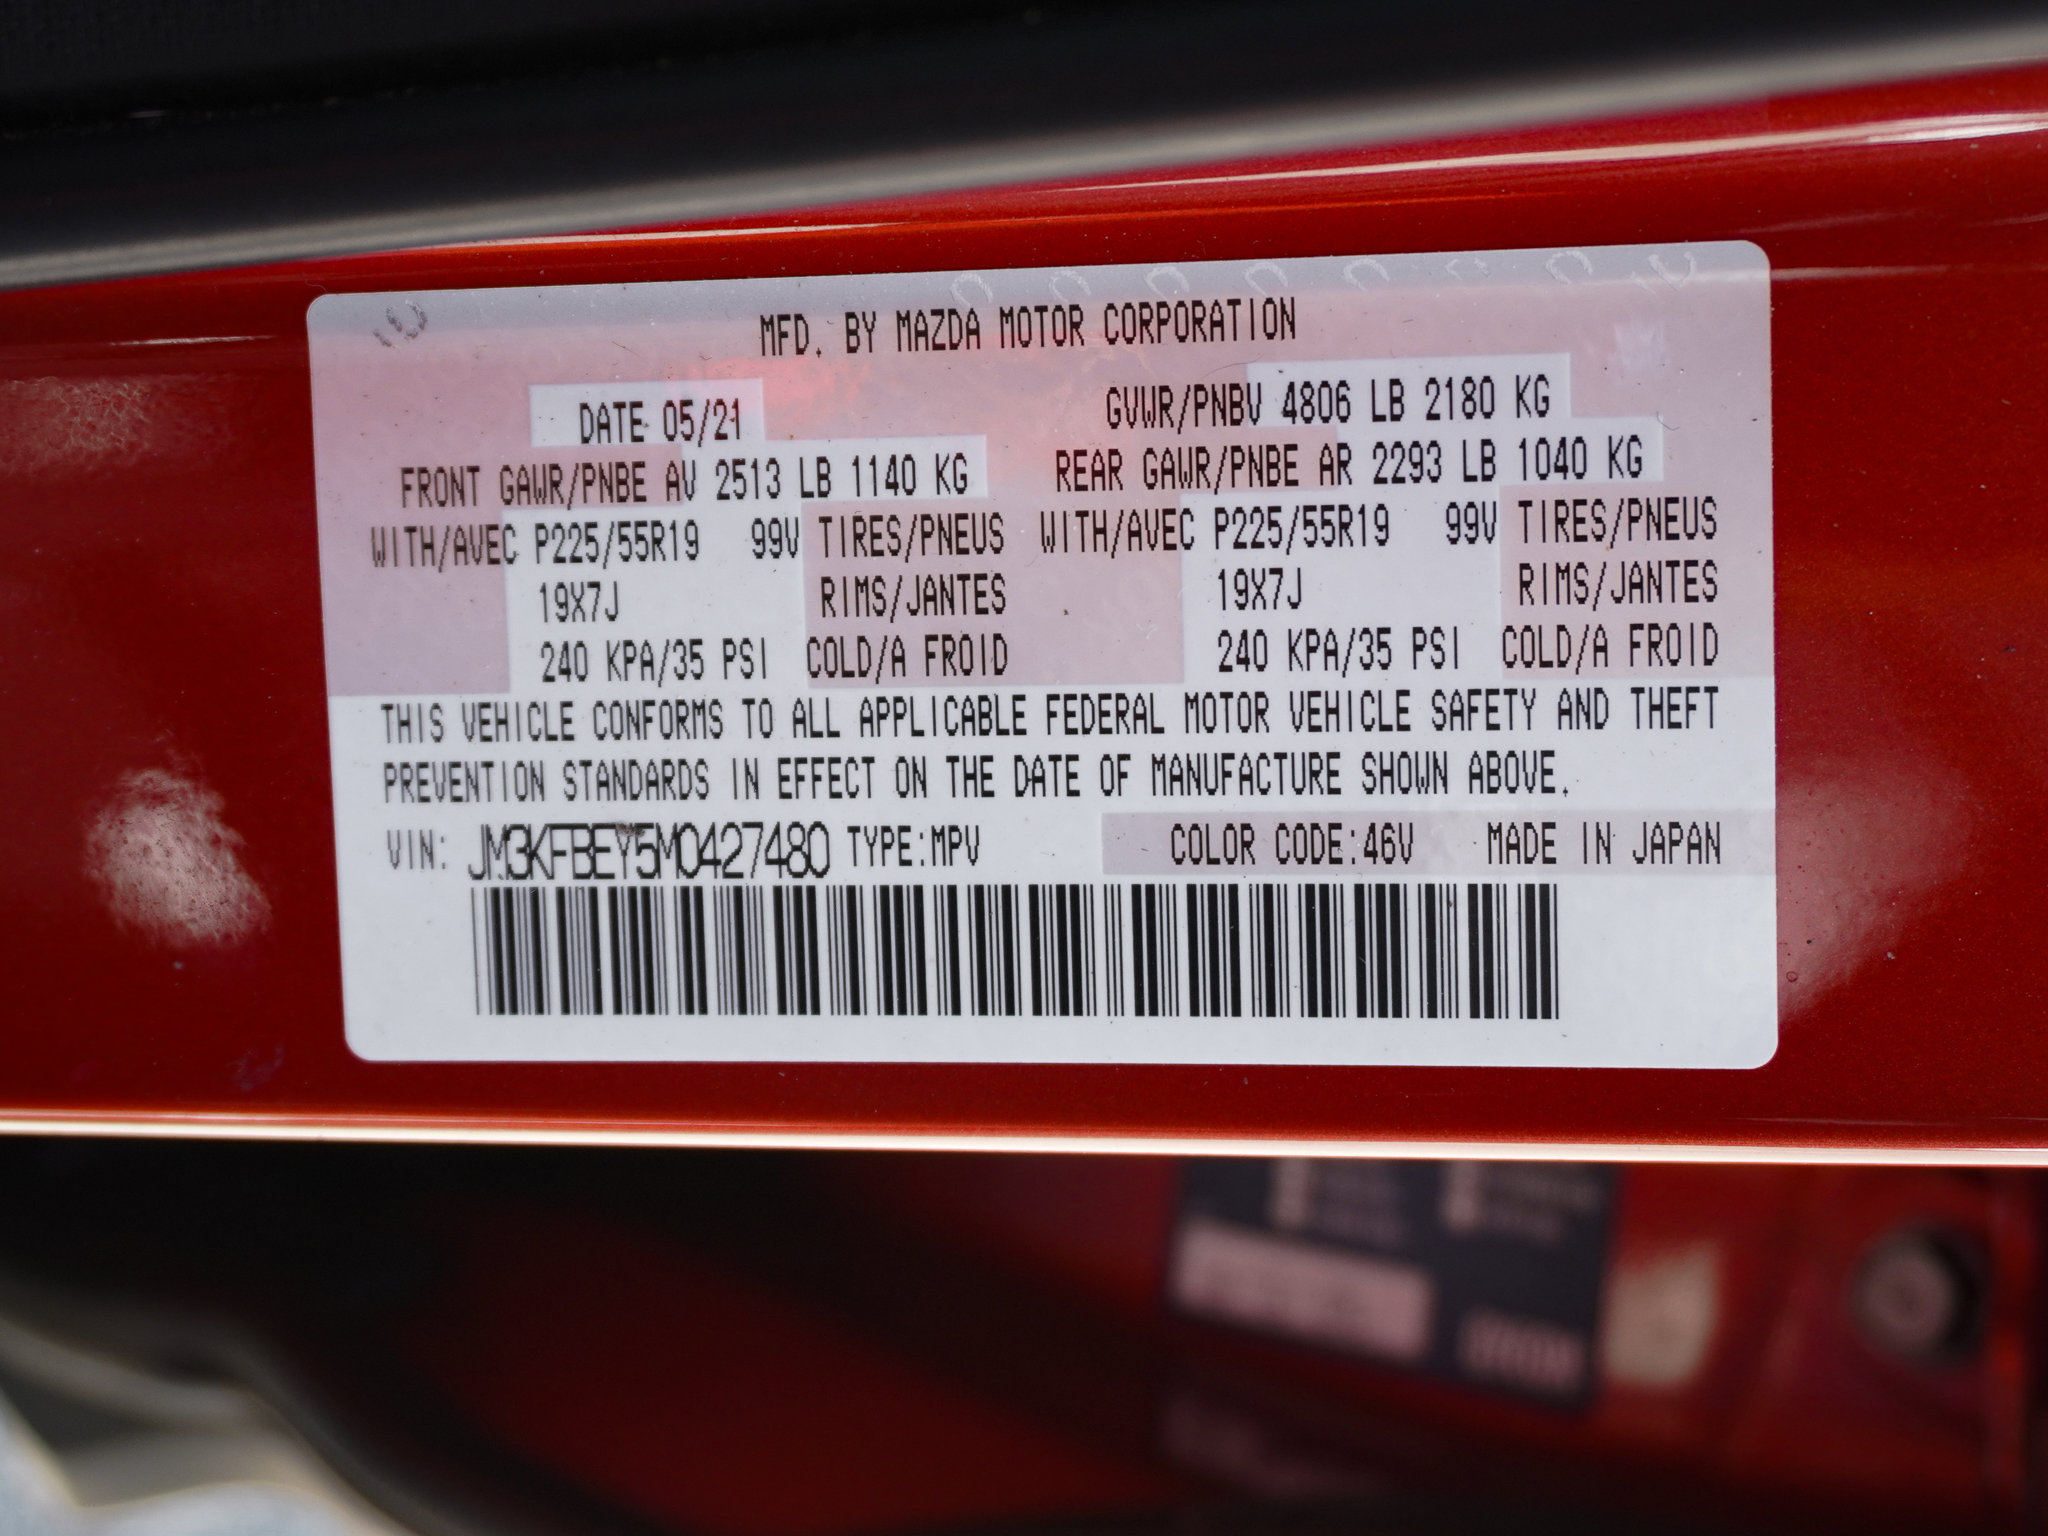 MFD. BY MAZDA MOTOR CORPORATION
DATE 05/21 GVWR/PNBV 4806 LB 2180 KG
FRONT GAWR/PNBE AV 2513 LB 1140 KG REAR GAWR/PNBE AR 2293 LB 1040 KG
WITH/AVEC P225/55R19 99V TIRES/PNEUS WITH/AVEC P225/55R19 99V TIRES/PNEUS
19X7J RIMS/JANTES 19X7J RIMS/JANTES
240 KPA/35 PSI COLD/A FROID 240 KPA/35 PSI COLD/A FROID
THIS VEHICLE CONFORMS TO ALL APPLICABLE FEDERAL MOTOR VEHICLE SAFETY AND THEFT
PREVENTION STANDARDS IN EFFECT ON THE DATE OF MANUFACTURE SHOWN ABOVE.
VIN: JM3KFBEY5M0427480 TYPE:MPV COLOR CODE:46V MADE IN JAPAN